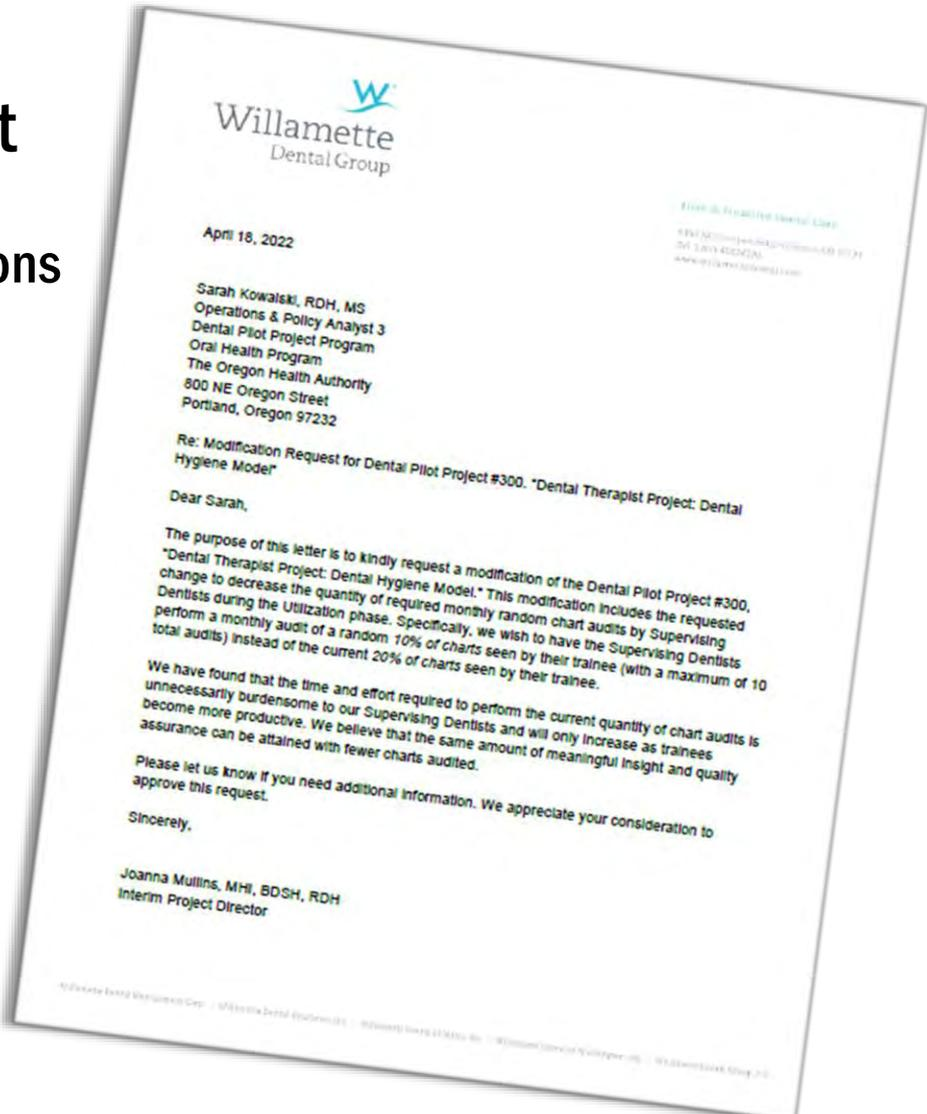 t
ons
W
Willamette
Dental Group
April 18, 2022
Sarah Kowalski, RDH, MS
Operations & Policy Analyst 3
Dental Pilot Project Program
Oral Health Program
The Oregon Health Authority
800 NE Oregon Street
Portland, Oregon 97232
Re: Modification Request for Dental Pilot Project #300. "Dental Therapist Project: Dental
Hygiene Model"
Dear Sarah,
The purpose of this letter is to kindly request a modification of the Dental Pilot Project #300,
"Dental Therapist Project: Dental Hygiene Model." This modification includes the requested
change to decrease the quantity of required monthly random chart audits by Supervising
Dentists during the Utilization phase. Specifically, we wish to have the Supervising Dentists
perform a monthly audit of a random 10% of charts seen by their trainee (with a maximum of 10
total audits) instead of the current 20% of charts seen by their trainee.
We have found that the time and effort required to perform the current quantity of chart audits is
unnecessarily burdensome to our Supervising Dentists and will only increase as trainees
become more productive. We believe that the same amount of meaningful insight and quality
assurance can be attained with fewer charts audited.
Please let us know if you need additional information. We appreciate your consideration to
approve this request.
Sincerely,
Joanna Mullins, MHI, BDSH, RDH
Interim Project Director